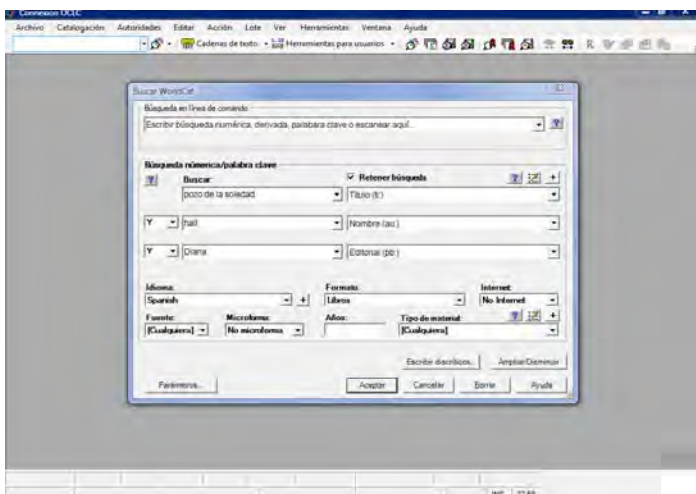 Connexion OCLC
Archivo Catalogación Autoridades Editar Acción Lote Ver Herramientas Ventana Ayuda
Cadenas de texto Herramientas para usuarios
Buscar WorldCat
Búsqueda en línea de comando
Escribir búsqueda numérica, derivada, palabara clave o escanear aquí...
Búsqueda númerica/palabra clave
Buscar: Retener búsqueda
pozo de la soledad Título (ti:)
Y hall Nombre (au:)
Y Diana Editorial (pb:)
Idioma: Formato: Internet:
Spanish Libros No Internet
Fuente: Microforma: Años: Tipo de material:
[Cualquiera] No microforma [Cualquiera]
Escribir diacríticos... Ampliar/Disminuir
Parámetros... Aceptar Cancelar Borrar Ayuda